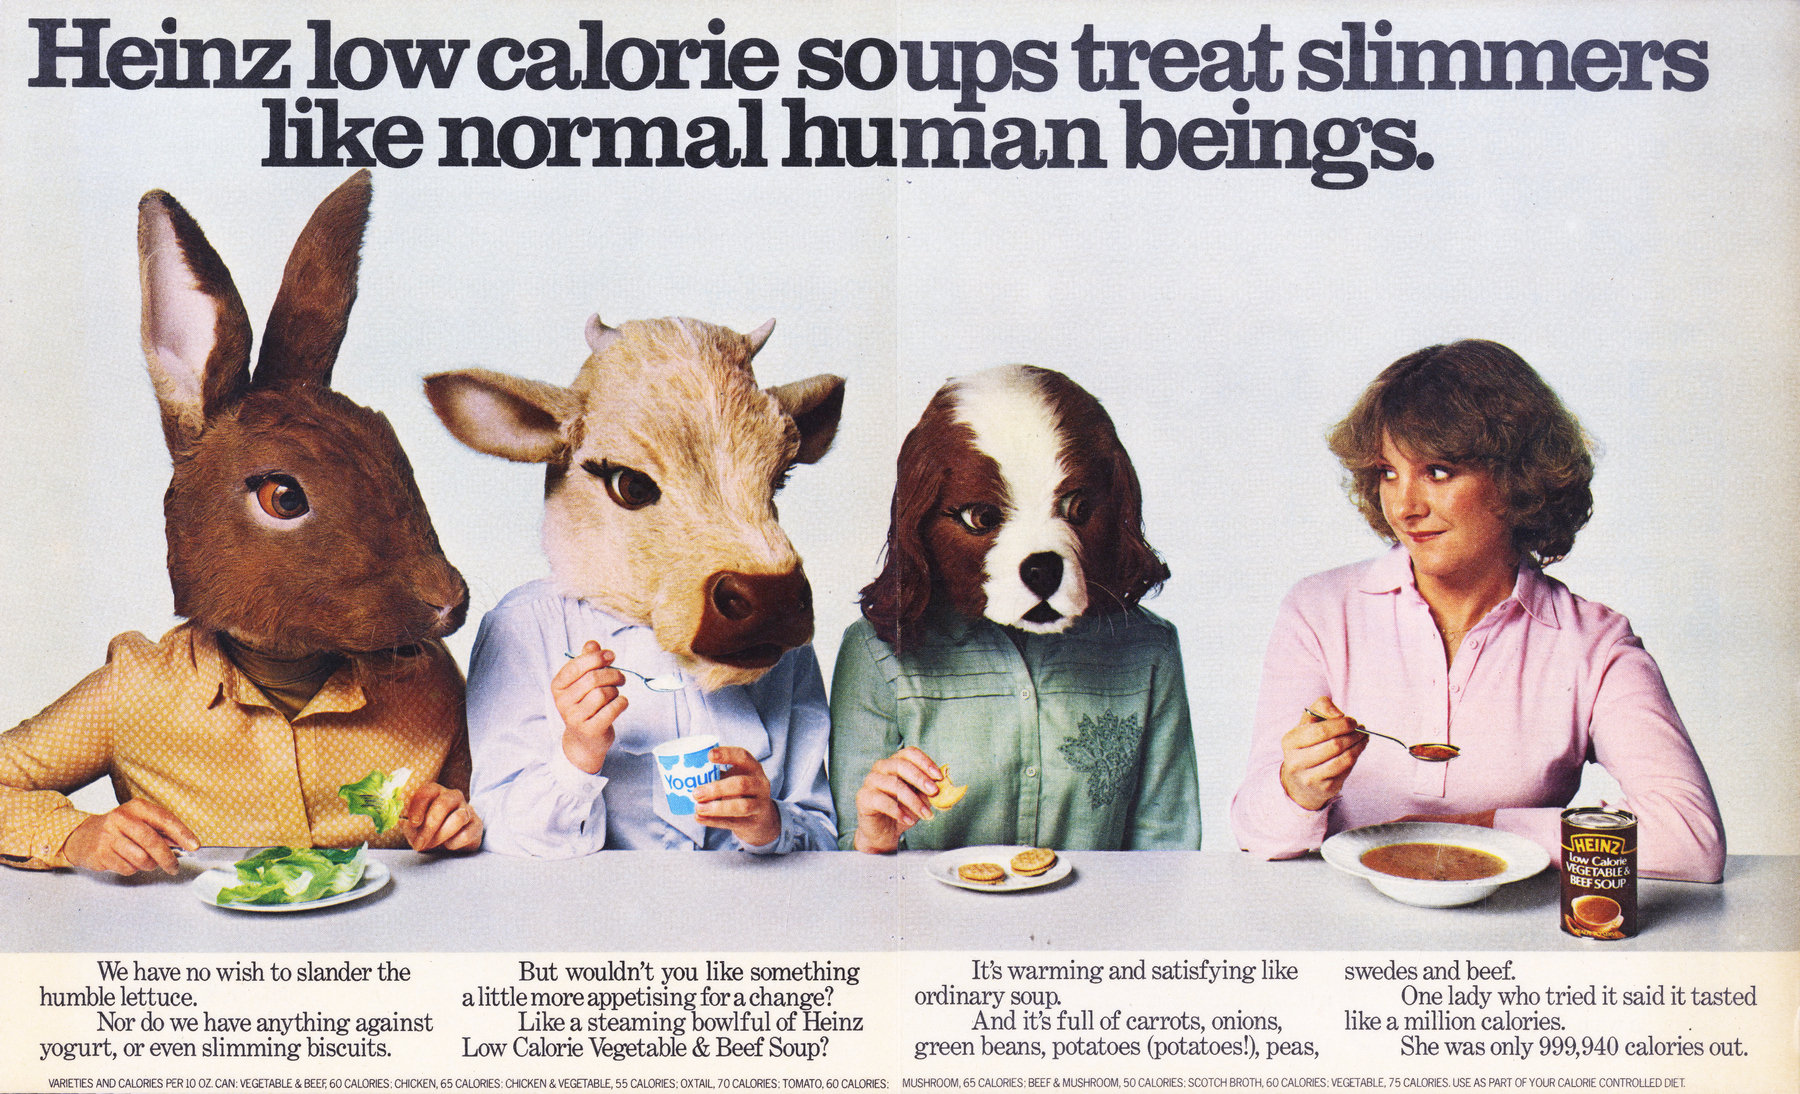 Heinz low calorie soups treat slimmers
like normal human beings.
Yogurt
HEINZ
Low Calorie
VEGETABLE &
BEEF SOUP
We have no wish to slander the
humble lettuce.
Nor do we have anything against
yogurt, or even slimming biscuits.
But wouldn't you like something
a little more appetising for a change?
Like a steaming bowlful of Heinz
Low Calorie Vegetable & Beef Soup?
It's warming and satisfying like
ordinary soup.
And it's full of carrots, onions,
green beans, potatoes (potatoes!), peas,
swedes and beef.
One lady who tried it said it tasted
like a million calories.
She was only 999,940 calories out.
VARIETIES AND CALORIES PER 10 OZ. CAN: VEGETABLE & BEEF, 60 CALORIES; CHICKEN, 65 CALORIES; CHICKEN & VEGETABLE, 55 CALORIES; OXTAIL, 70 CALORIES; TOMATO, 60 CALORIES; MUSHROOM, 65 CALORIES; BEEF & MUSHROOM, 50 CALORIES; SCOTCH BROTH, 60 CALORIES; VEGETABLE, 75 CALORIES. USE AS PART OF YOUR CALORIE CONTROLLED DIET.